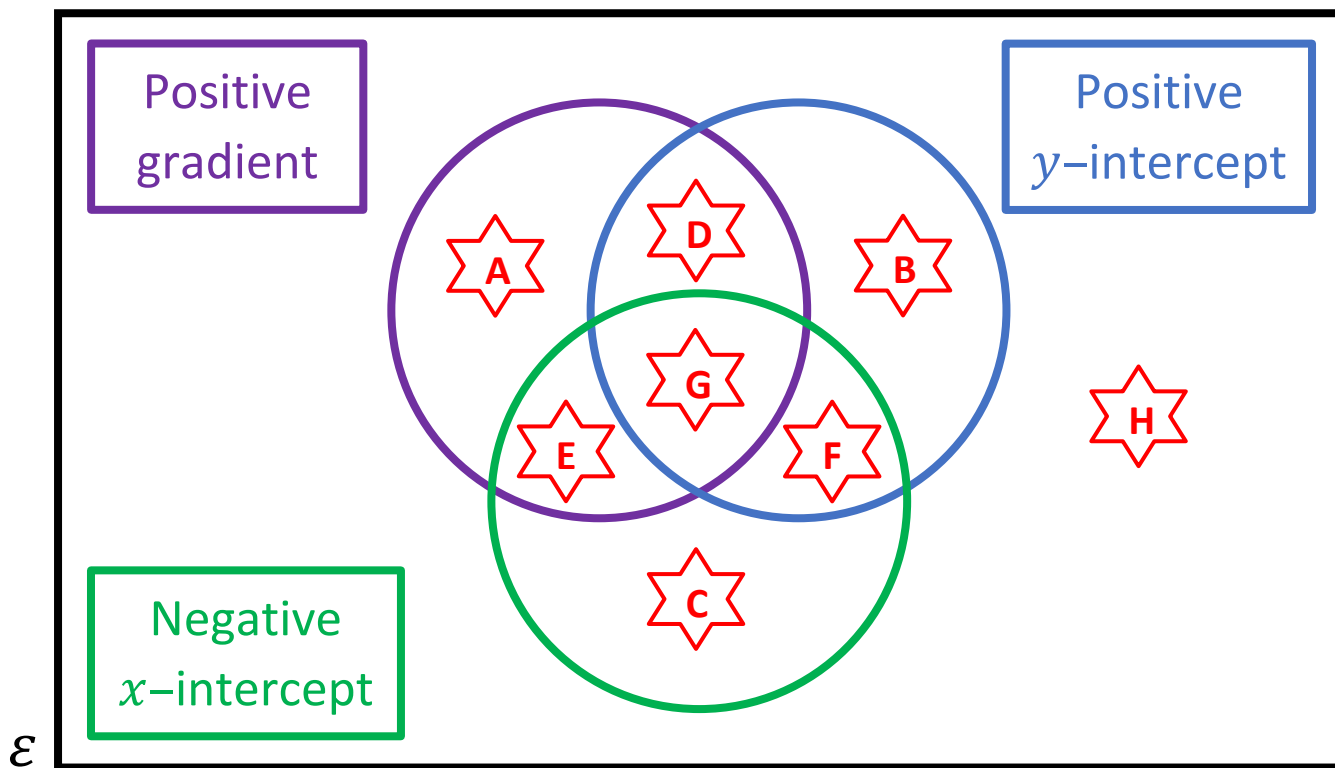 Positive
gradient
Positive
y–intercept
D
A
B
G
H
E
F
C
Negative
x–intercept
ε